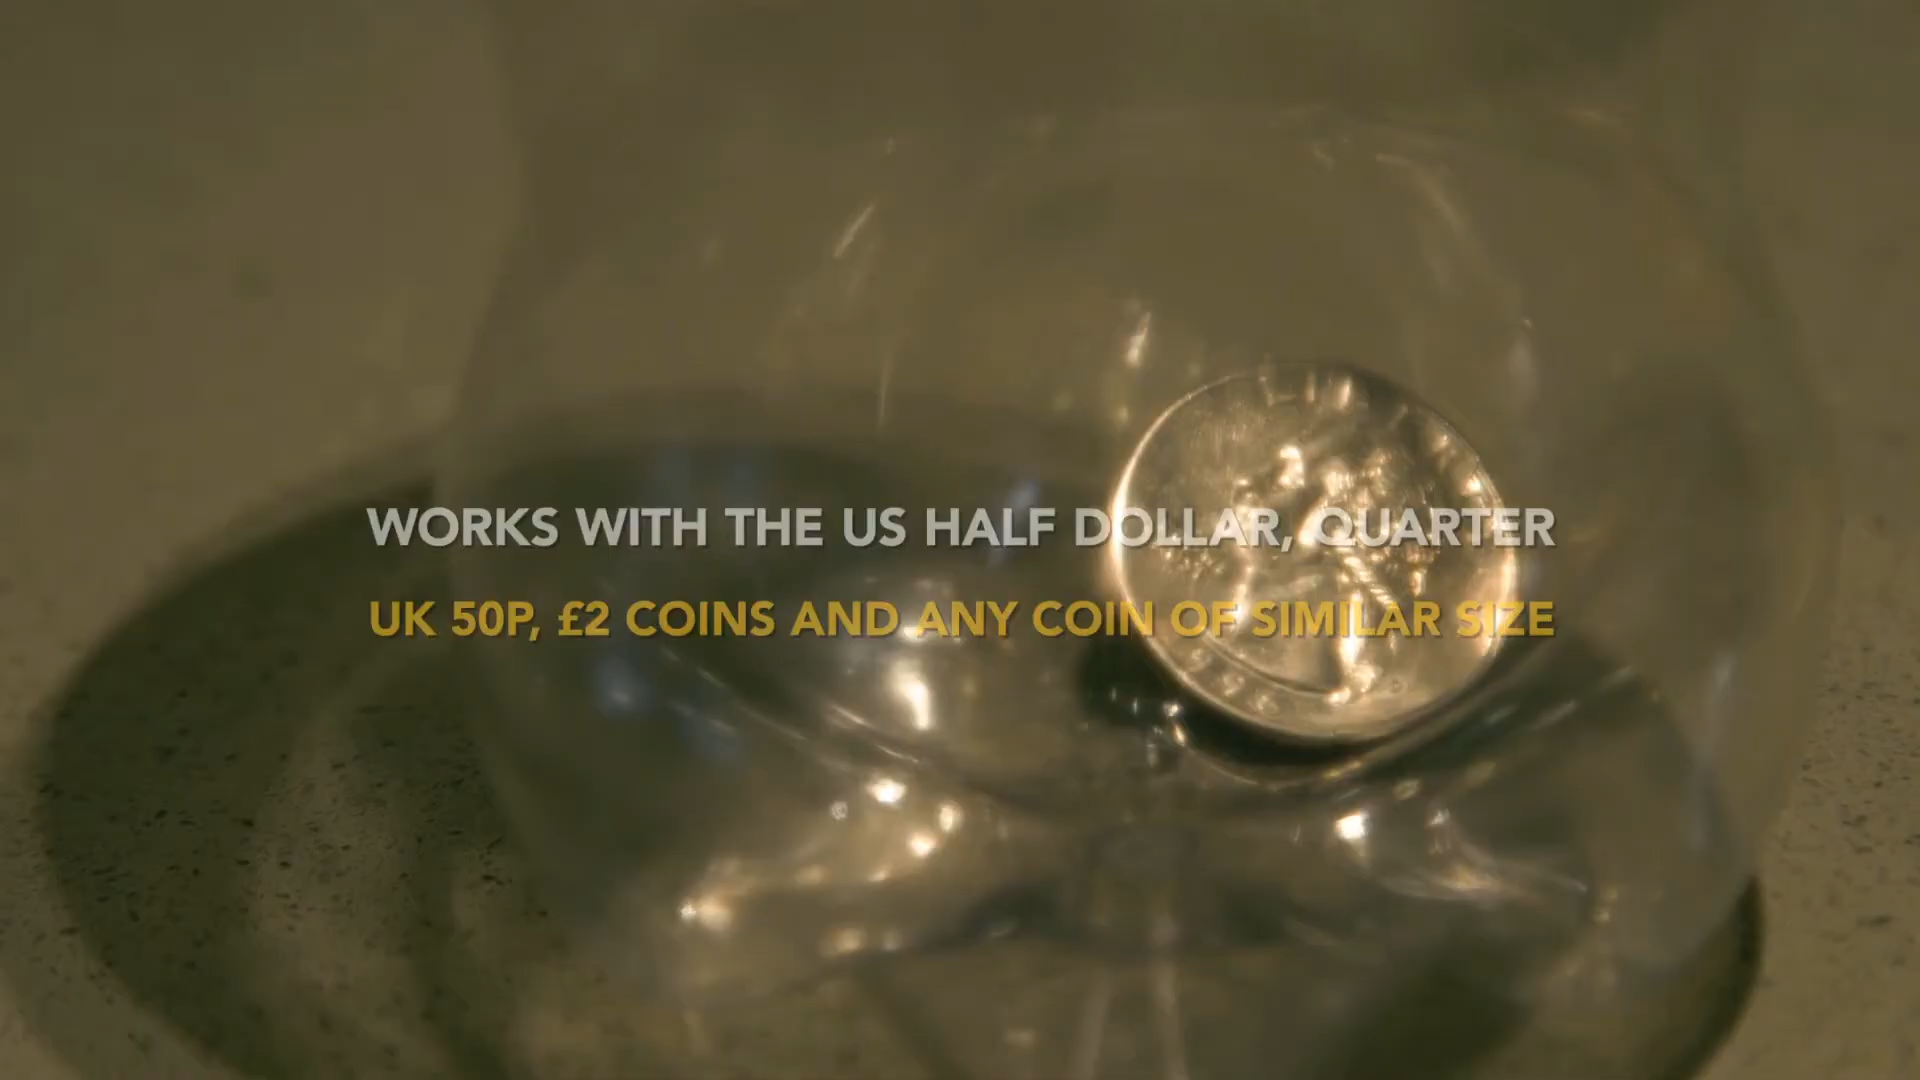 WORKS WITH THE US HALF DOLLAR, QUARTER
UK 50P, £2 COINS AND ANY COIN OF SIMILAR SIZE